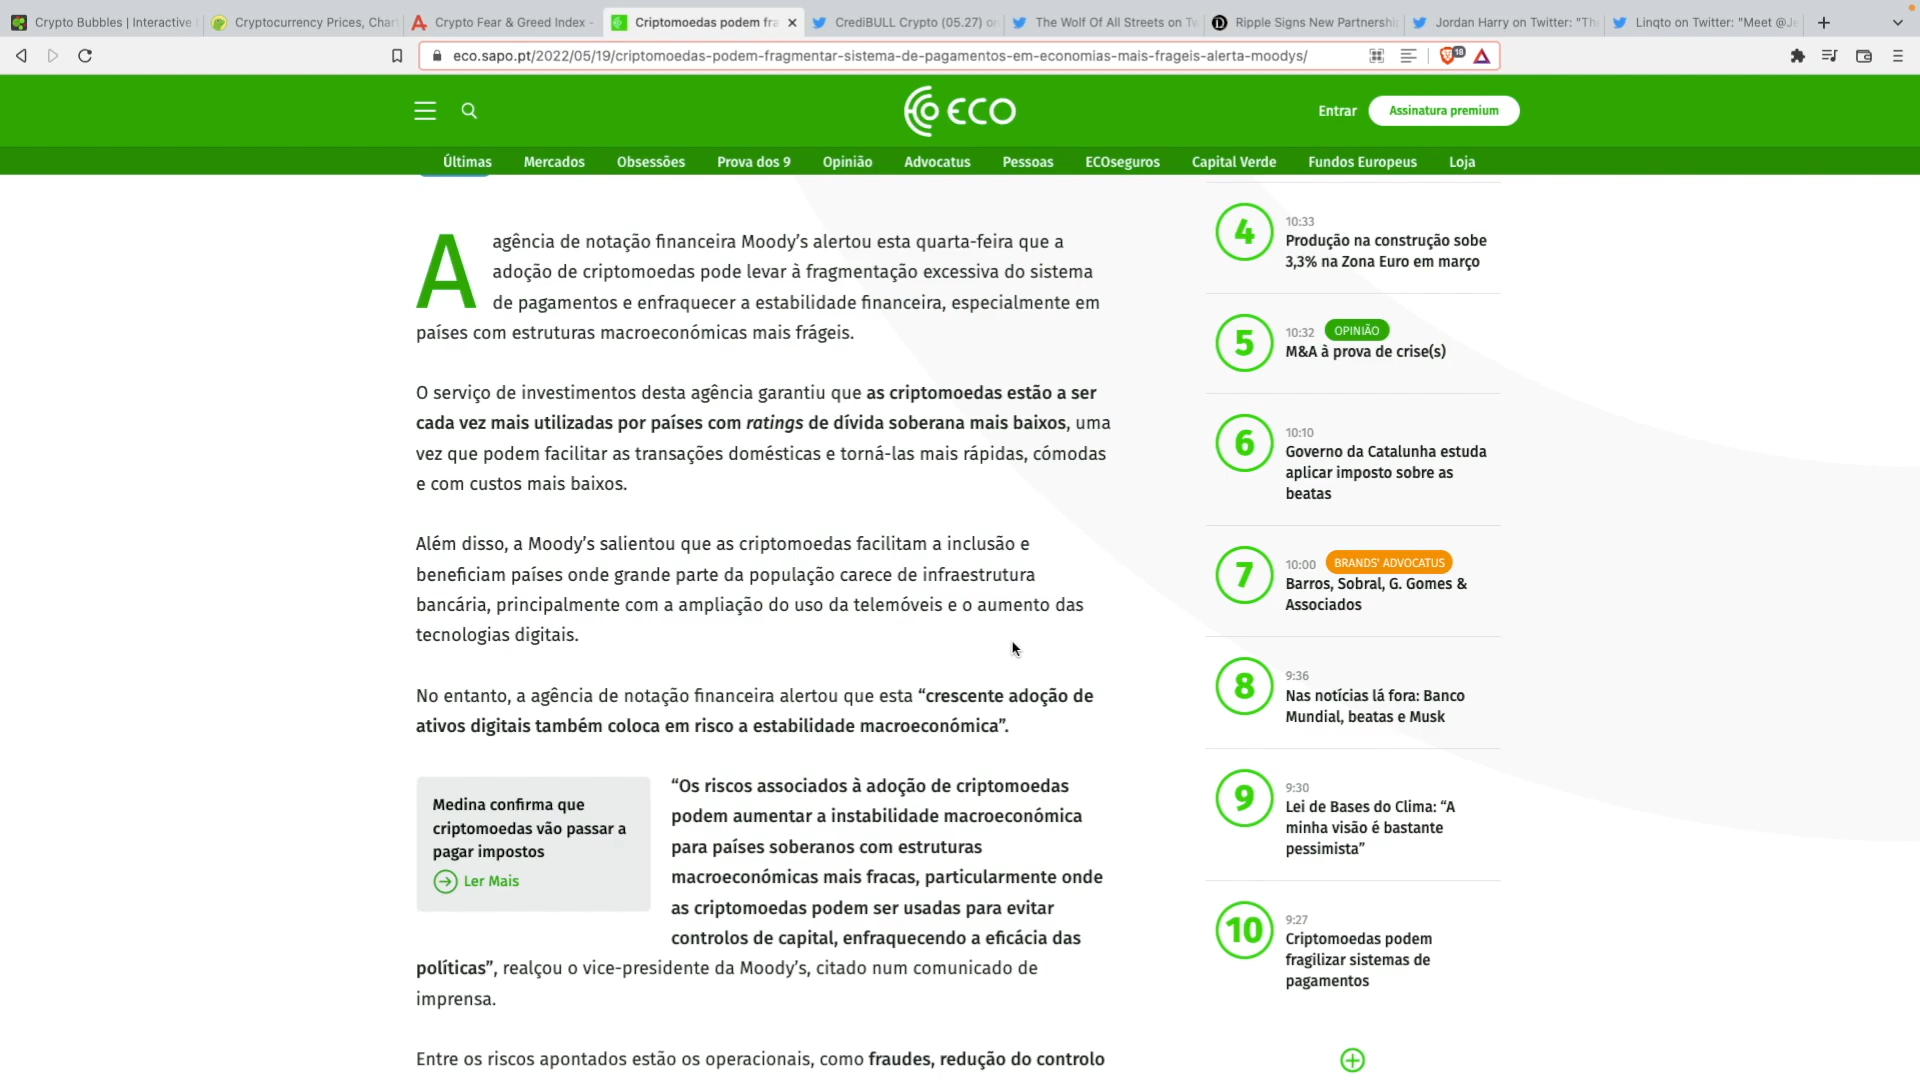 Crypto Bubbles | Interactive
Cryptocurrency Prices, Char
Crypto Fear & Greed Index -
Criptomoedas podem fra
CrediBULL Crypto (05.27) o
The Wolf Of All Streets on Tw
Ripple Signs New Partnershi
Jordan Harry on Twitter: "Th
Linqto on Twitter: "Meet @Je
eco.sapo.pt/2022/05/19/criptomoedas-podem-fragmentar-sistema-de-pagamentos-em-economias-mais-frageis-alerta-moodys/
18
ECO
Entrar
Assinatura premium
Últimas
Mercados
Obsessões
Prova dos 9
Opinião
Advocatus
Pessoas
ECOseguros
Capital Verde
Fundos Europeus
Loja
A agência de notação financeira Moody’s alertou esta quarta-feira que a
adoção de criptomoedas pode levar à fragmentação excessiva do sistema
de pagamentos e enfraquecer a estabilidade financeira, especialmente em
países com estruturas macroeconómicas mais frágeis.
O serviço de investimentos desta agência garantiu que as criptomoedas estão a ser
cada vez mais utilizadas por países com ratings de dívida soberana mais baixos, uma
vez que podem facilitar as transações domésticas e torná-las mais rápidas, cómodas
e com custos mais baixos.
Além disso, a Moody’s salientou que as criptomoedas facilitam a inclusão e
beneficiam países onde grande parte da população carece de infraestrutura
bancária, principalmente com a ampliação do uso da telemóveis e o aumento das
tecnologias digitais.
No entanto, a agência de notação financeira alertou que esta “crescente adoção de
ativos digitais também coloca em risco a estabilidade macroeconómica”.
Medina confirma que
criptomoedas vão passar a
pagar impostos
Ler Mais
“Os riscos associados à adoção de criptomoedas
podem aumentar a instabilidade macroeconómica
para países soberanos com estruturas
macroeconómicas mais fracas, particularmente onde
as criptomoedas podem ser usadas para evitar
controlos de capital, enfraquecendo a eficácia das
políticas”, realçou o vice-presidente da Moody’s, citado num comunicado de
imprensa.
Entre os riscos apontados estão os operacionais, como fraudes, redução do controlo
4
10:33
Produção na construção sobe
3,3% na Zona Euro em março
5
10:32 OPINIÃO
M&A à prova de crise(s)
6
10:10
Governo da Catalunha estuda
aplicar imposto sobre as
beatas
7
10:00 BRANDS' ADVOCATUS
Barros, Sobral, G. Gomes &
Associados
8
9:36
Nas notícias lá fora: Banco
Mundial, beatas e Musk
9
9:30
Lei de Bases do Clima: “A
minha visão é bastante
pessimista”
10
9:27
Criptomoedas podem
fragilizar sistemas de
pagamentos